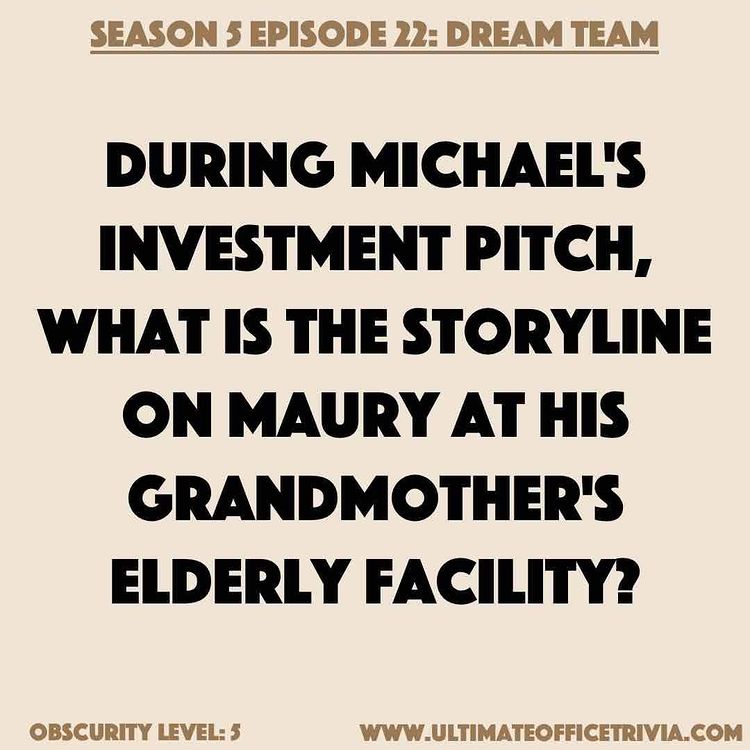 SEASON 5 EPISODE 22: DREAM TEAM
DURING MICHAEL'S
INVESTMENT PITCH,
WHAT IS THE STORYLINE
ON MAURY AT HIS
GRANDMOTHER'S
ELDERLY FACILITY?
OBSCURITY LEVEL: 5
WWW.ULTIMATEOFFICETRIVIA.COM